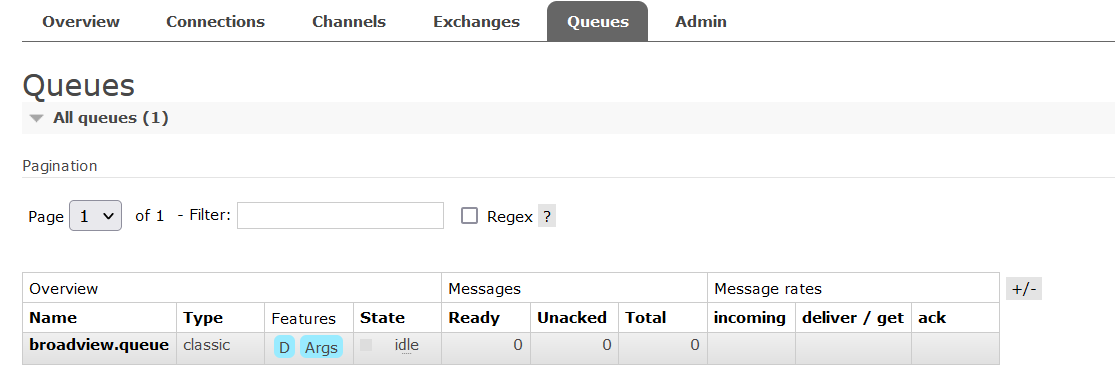 Overview Connections Channels Exchanges Queues Admin
Queues
All queues (1)
Pagination
Page 1 of 1 - Filter: Regex ?
Overview Messages Message rates +/-
Name Type Features State Ready Unacked Total incoming deliver / get ack
broadview.queue classic D Args idle 0 0 0